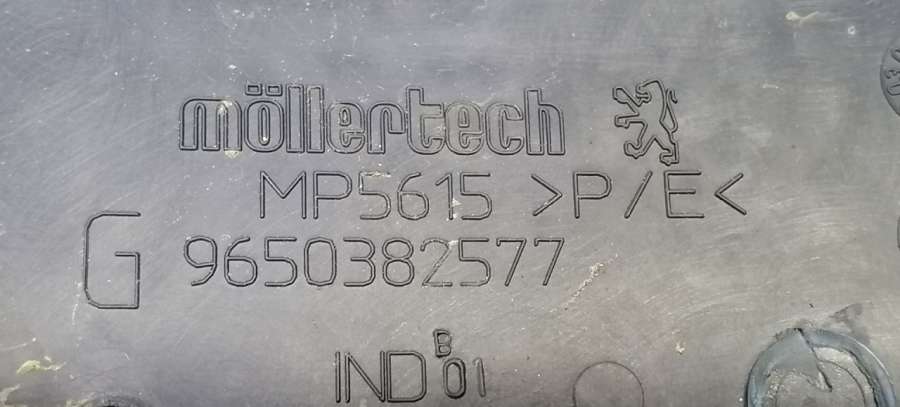 möllertech
MP5615 >P/E<
G 9650382577
IND B 01